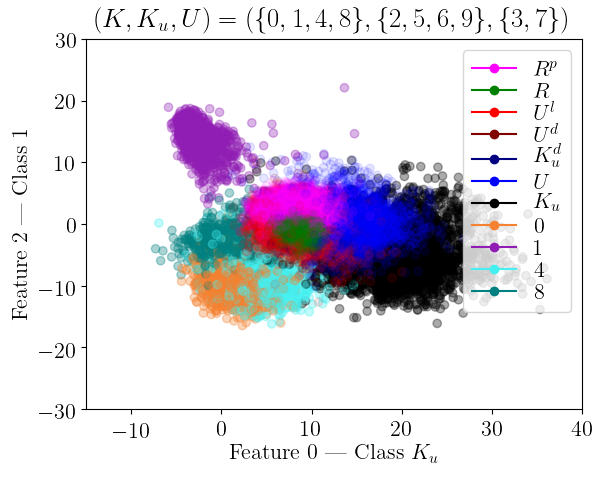 (K, K_u, U) = ({0, 1, 4, 8}, {2, 5, 6, 9}, {3, 7})
30
20
10
0
−10
−20
−30
Feature 2 — Class 1
R^p
R
U^l
U^d
K_u^d
U
K_u
0
1
4
8
−10
0
10
20
30
40
Feature 0 — Class K_u